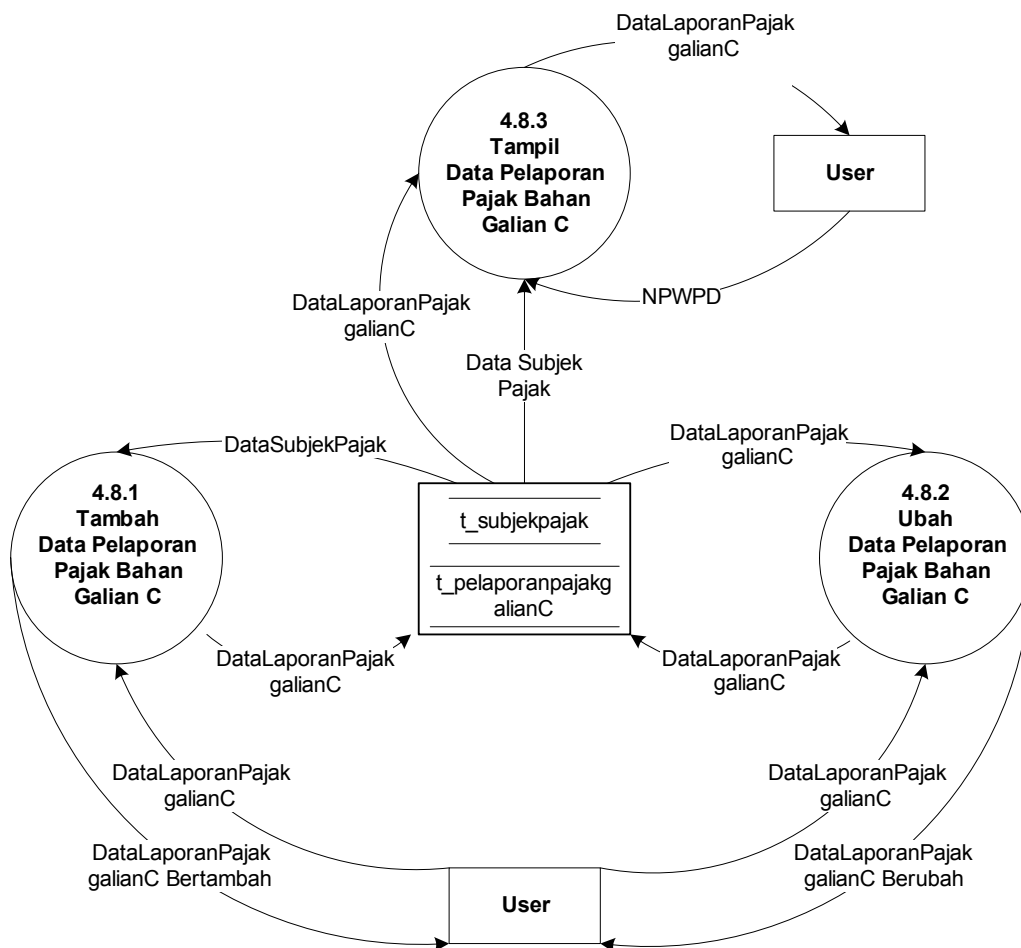 DataLaporanPajak
galianC
4.8.3
Tampil
Data Pelaporan
Pajak Bahan
Galian C
User
NPWPD
DataLaporanPajak
galianC
Data Subjek
Pajak
DataSubjekPajak
DataLaporanPajak
galianC
4.8.1
Tambah
Data Pelaporan
Pajak Bahan
Galian C
t_subjekpajak
t_pelaporanpajakg
alianC
4.8.2
Ubah
Data Pelaporan
Pajak Bahan
Galian C
DataLaporanPajak
galianC
DataLaporanPajak
galianC
DataLaporanPajak
galianC
DataLaporanPajak
galianC
DataLaporanPajak
galianC Bertambah
User
DataLaporanPajak
galianC Berubah